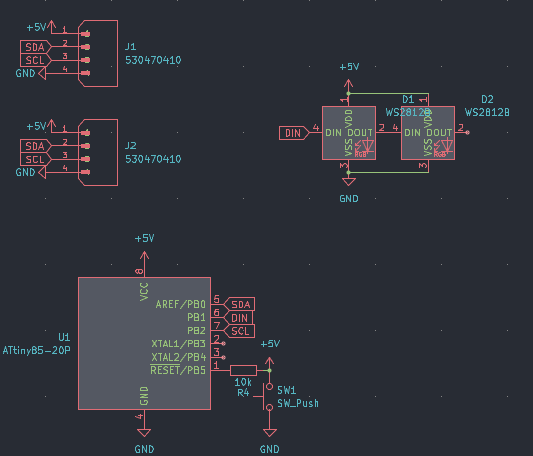 +5V
1
SDA
2
SCL
3
GND
4
J1
530470410
+5V
1
SDA
2
SCL
3
GND
4
J2
530470410
+5V
D1
WS2812B
D2
WS2812B
1
1
VDD
VDD
DIN
4
DIN DOUT
2
4
DIN DOUT
2
VSS
RGB
VSS
RGB
3
3
GND
+5V
8
VCC
U1
ATtiny85-20P
AREF/PB0
5
SDA
PB1
6
DIN
PB2
7
SCL
XTAL1/PB3
2
XTAL2/PB4
3
RESET/PB5
1
+5V
10k
R4
SW1
SW_Push
GND
4
GND
GND